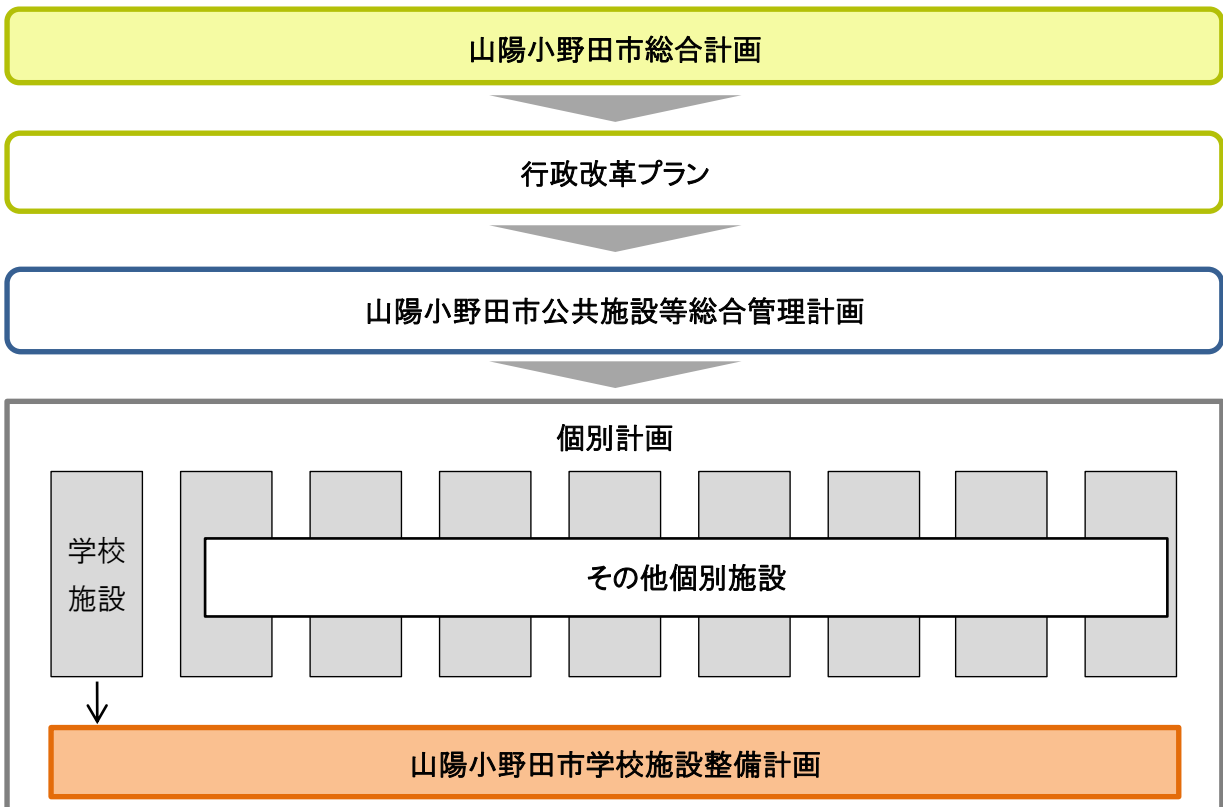 山陽小野田市総合計画
行政改革プラン
山陽小野田市公共施設等総合管理計画
個別計画
学校
施設
その他個別施設
山陽小野田市学校施設整備計画